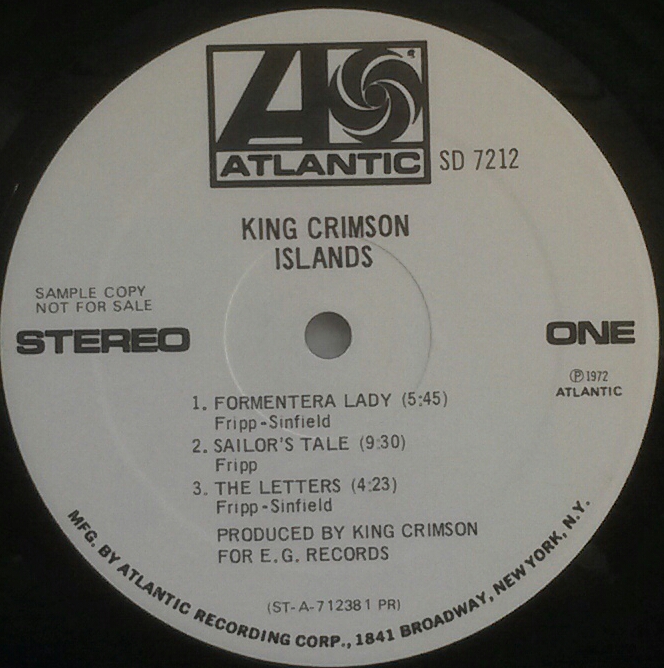 ATLANTIC
SD 7212
KING CRIMSON
ISLANDS
SAMPLE COPY
NOT FOR SALE
STEREO
ONE
℗ 1972
ATLANTIC
1. FORMENTERA LADY (5:45)
Fripp-Sinfield
2. SAILOR'S TALE (9:30)
Fripp
3. THE LETTERS (4:23)
Fripp-Sinfield
PRODUCED BY KING CRIMSON
FOR E.G. RECORDS
(ST-A-712381 PR)
MFG. BY ATLANTIC RECORDING CORP., 1841 BROADWAY, NEW YORK, N.Y.